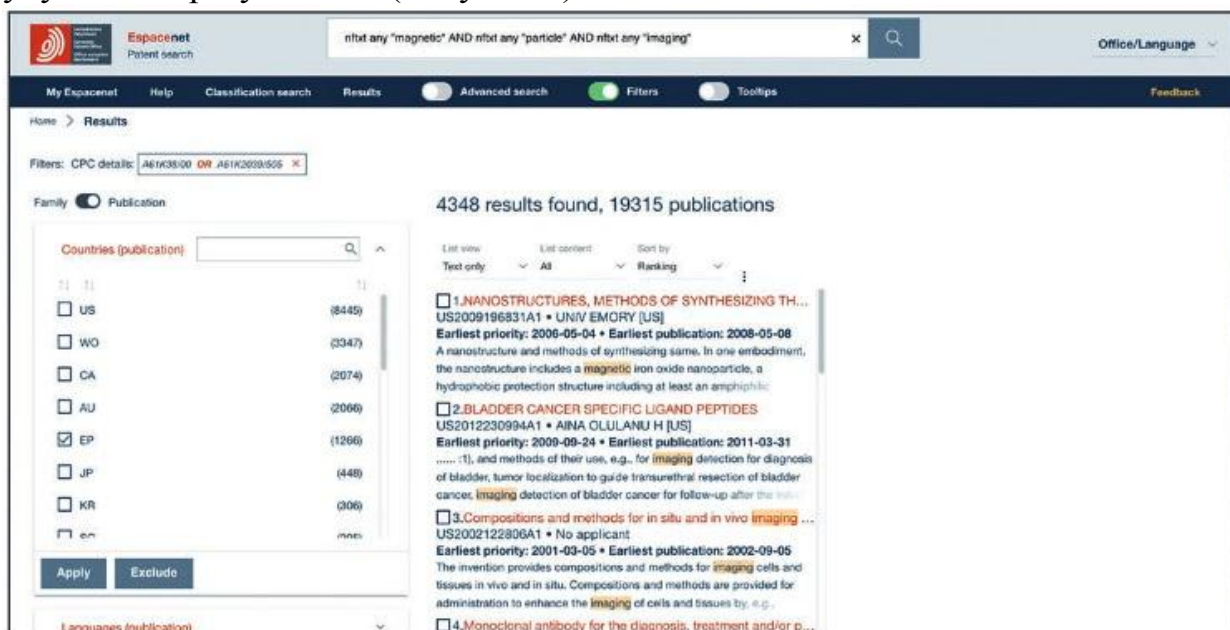 Espacenet
Patent search
nftxt any "magnetic" AND nftxt any "particle" AND nftxt any "imaging"
Office/Language
My Espacenet Help Classification search Results Advanced search Filters Tooltips Feedback
Home > Results
Filters: CPC details: A61K38/00 OR A61K2039/505 ×
Family Publication
4348 results found, 19315 publications
Countries (publication)
List view List content Sort by
Text only All Ranking
US (8445)
WO (3347)
CA (2074)
AU (2066)
EP (1266)
JP (448)
KR (306)
Apply Exclude
Languages (publication)
1.NANOSTRUCTURES, METHODS OF SYNTHESIZING TH...
US2009196831A1 • UNIV EMORY [US]
Earliest priority: 2006-05-04 • Earliest publication: 2008-05-08
A nanostructure and methods of synthesizing same. In one embodiment,
the nanostructure includes a magnetic iron oxide nanoparticle, a
hydrophobic protection structure including at least an amphiphilic
2.BLADDER CANCER SPECIFIC LIGAND PEPTIDES
US2012230994A1 • AINA OLULANU H [US]
Earliest priority: 2009-09-24 • Earliest publication: 2011-03-31
...... :1), and methods of their use, e.g., for imaging detection for diagnosis
of bladder, tumor localization to guide transurethral resection of bladder
cancer, imaging detection of bladder cancer for follow-up after the
3.Compositions and methods for in situ and in vivo imaging ...
US2002122806A1 • No applicant
Earliest priority: 2001-03-05 • Earliest publication: 2002-09-05
The invention provides compositions and methods for imaging cells and
tissues in vivo and in situ. Compositions and methods are provided for
administration to enhance the imaging of cells and tissues by, e.g.,
4.Monoclonal antibody for the diagnosis, treatment and/or p...